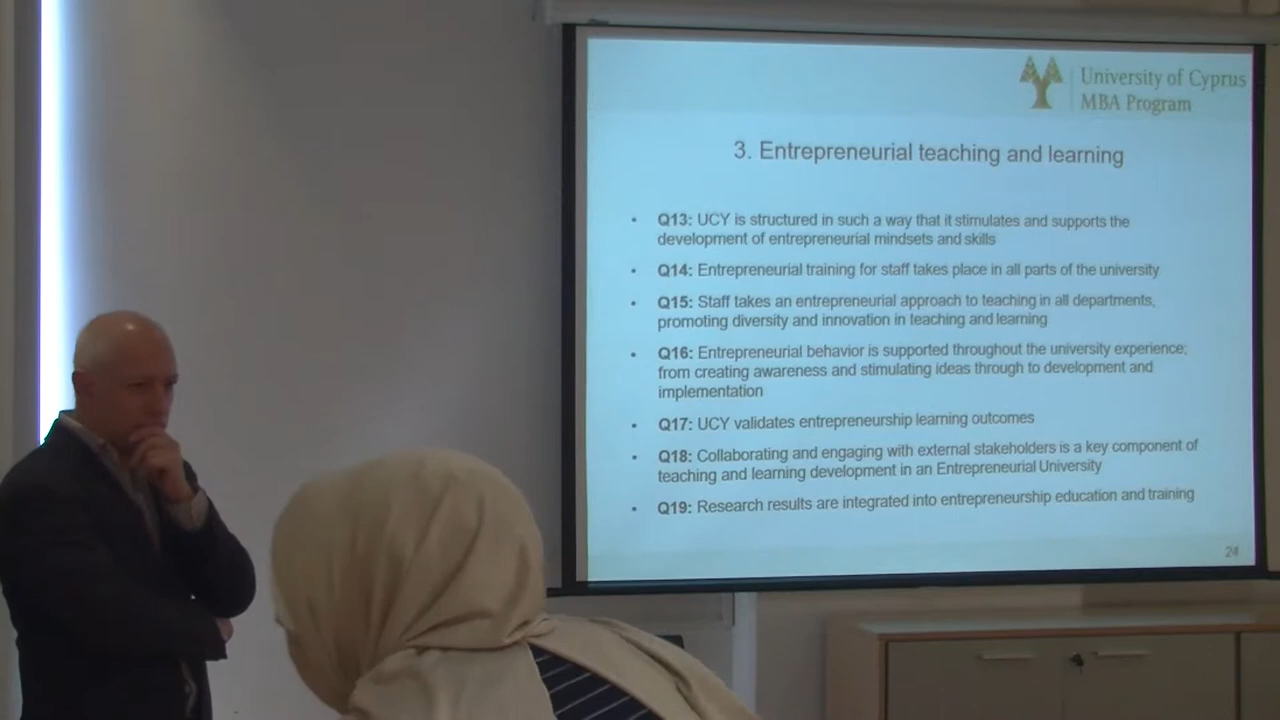 University of Cyprus
MBA Program
3. Entrepreneurial teaching and learning
• Q13: UCY is structured in such a way that it stimulates and supports the
development of entrepreneurial mindsets and skills
• Q14: Entrepreneurial training for staff takes place in all parts of the university
• Q15: Staff takes an entrepreneurial approach to teaching in all departments,
promoting diversity and innovation in teaching and learning
• Q16: Entrepreneurial behavior is supported throughout the university experience;
from creating awareness and stimulating ideas through to development and
implementation
• Q17: UCY validates entrepreneurship learning outcomes
• Q18: Collaborating and engaging with external stakeholders is a key component of
teaching and learning development in an Entrepreneurial University
• Q19: Research results are integrated into entrepreneurship education and training
24